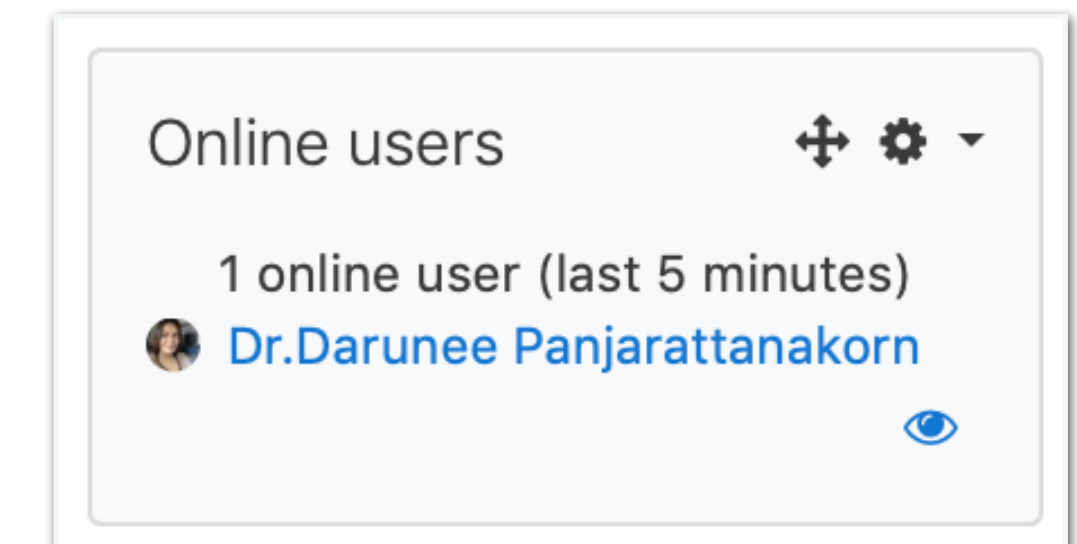 Online users
1 online user (last 5 minutes)
Dr.Darunee Panjarattanakorn